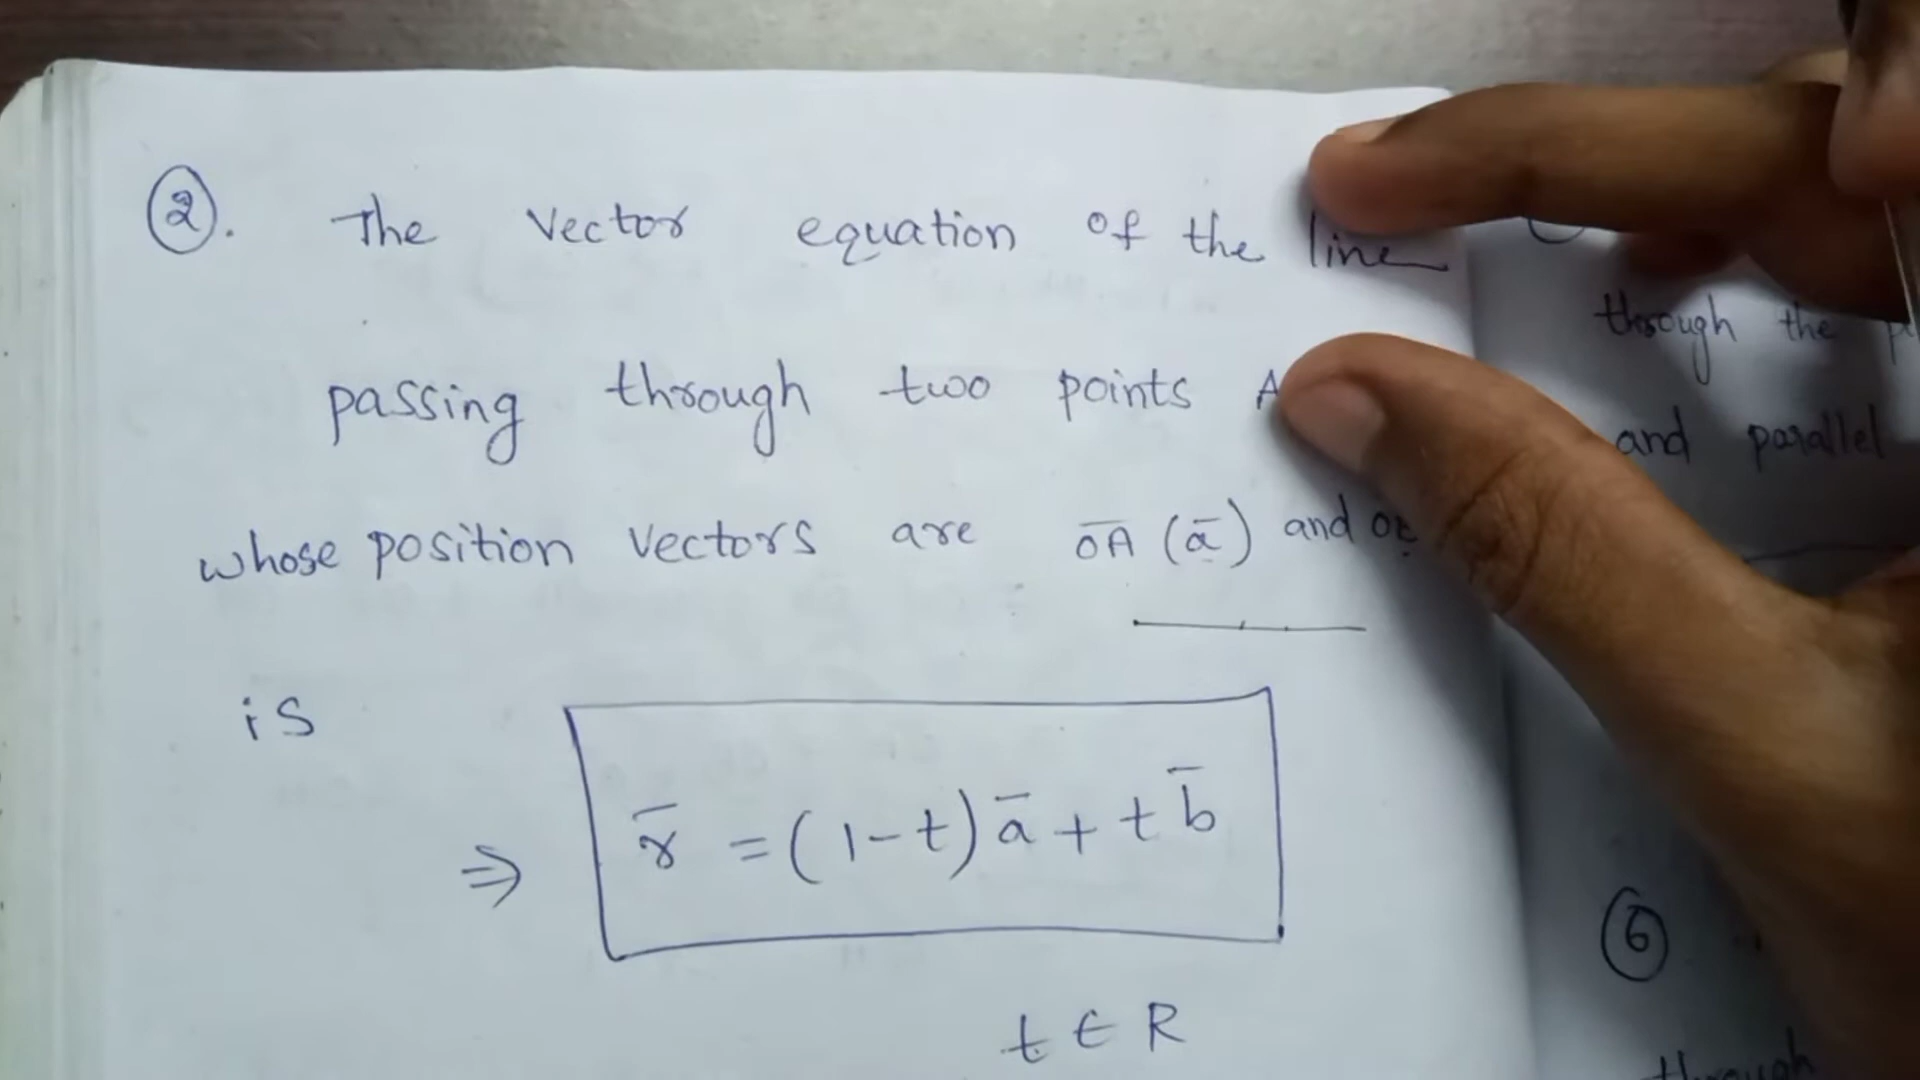 ②. The Vector equation of the line
passing through two points A
whose position vectors are O̅A̅ (a̅) and
is
⇒ r̅ = (1-t) a̅ + t b̅
t ∈ R
through the
and parallel
⑥
through